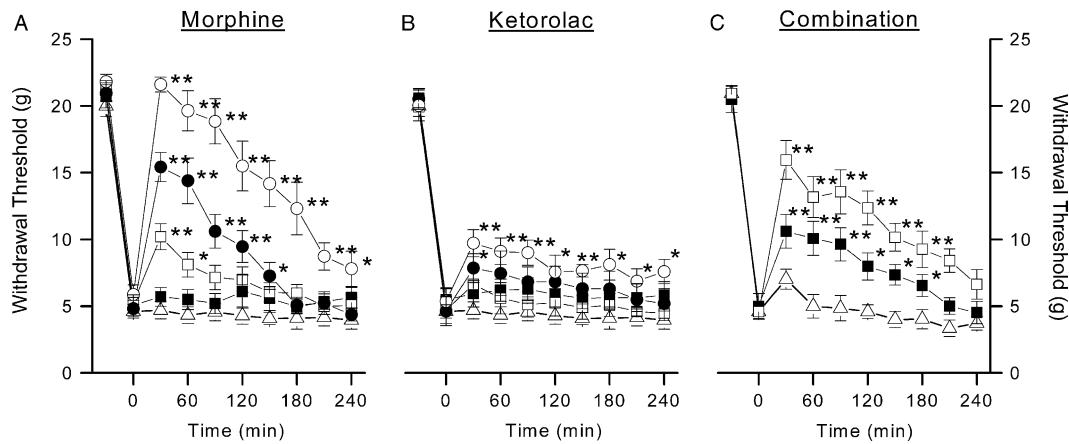 A Morphine
B Ketorolac
C Combination
Withdrawal Threshold (g)
25
20
15
10
5
0
** ** ** ** ** ** ** *
** ** ** ** *
** *
0 60 120 180 240
Time (min)
** ** ** * ** * * *
*
0 60 120 180 240
Time (min)
** ** ** ** ** ** **
** ** ** * * *
0 60 120 180 240
Time (min)
25
20
15
10
5
0
Withdrawal Threshold (g)